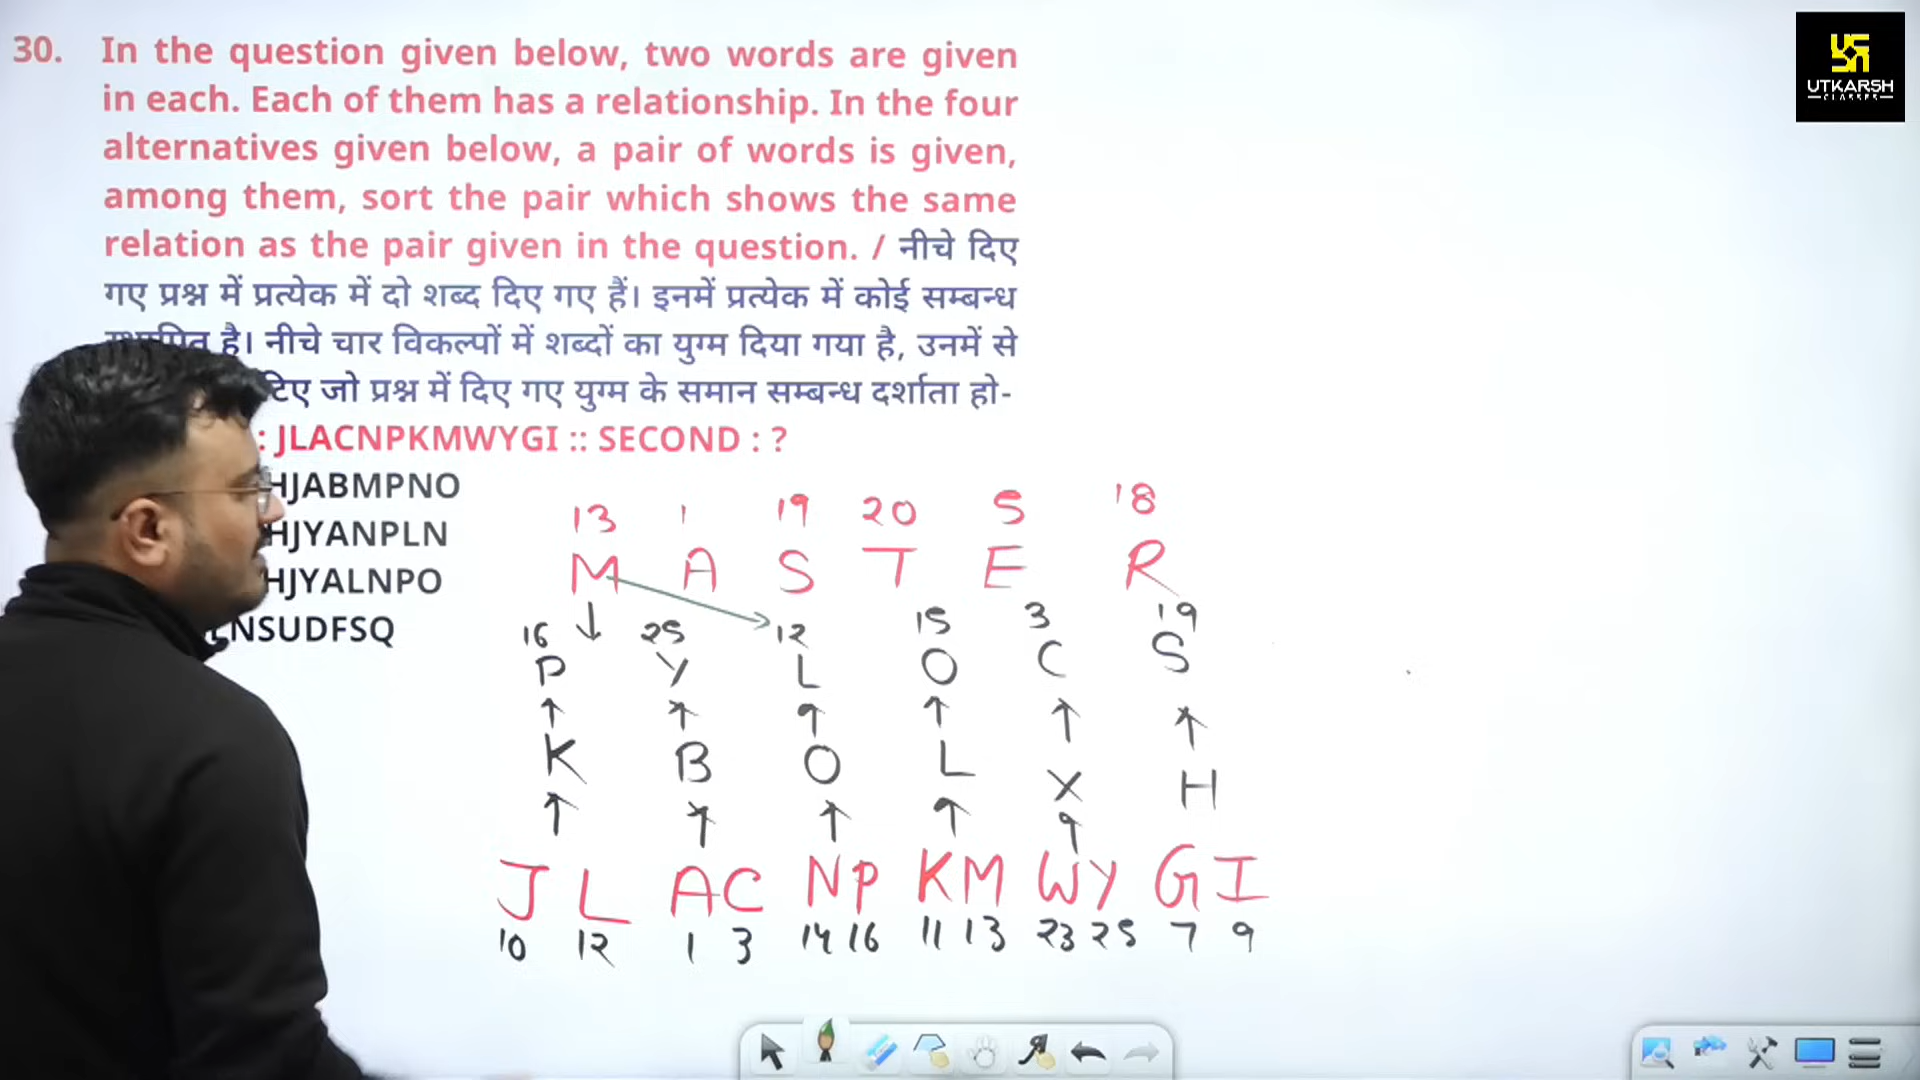 30. In the question given below, two words are given
in each. Each of them has a relationship. In the four
alternatives given below, a pair of words is given,
among them, sort the pair which shows the same
relation as the pair given in the question. / नीचे दिए
गए प्रश्न में प्रत्येक में दो शब्द दिए गए हैं। इनमें प्रत्येक में कोई सम्बन्ध
है। नीचे चार विकल्पों में शब्दों का युग्म दिया गया है, उनमें से
जो प्रश्न में दिए गए युग्म के समान सम्बन्ध दर्शाता हो-
: JLACNPKMWYGI :: SECOND : ?
HJABMPNO
HJYANPLN
HJYALNPO
NSUDFSQ
13 1 19 20 5 18
M A S T E R
16 25 12 15 3 19
P Y L O C S
K B O L X H
J L A C N P K M W Y G I
10 12 1 3 14 16 11 13 23 25 7 9
UTKARSH
CLASSES